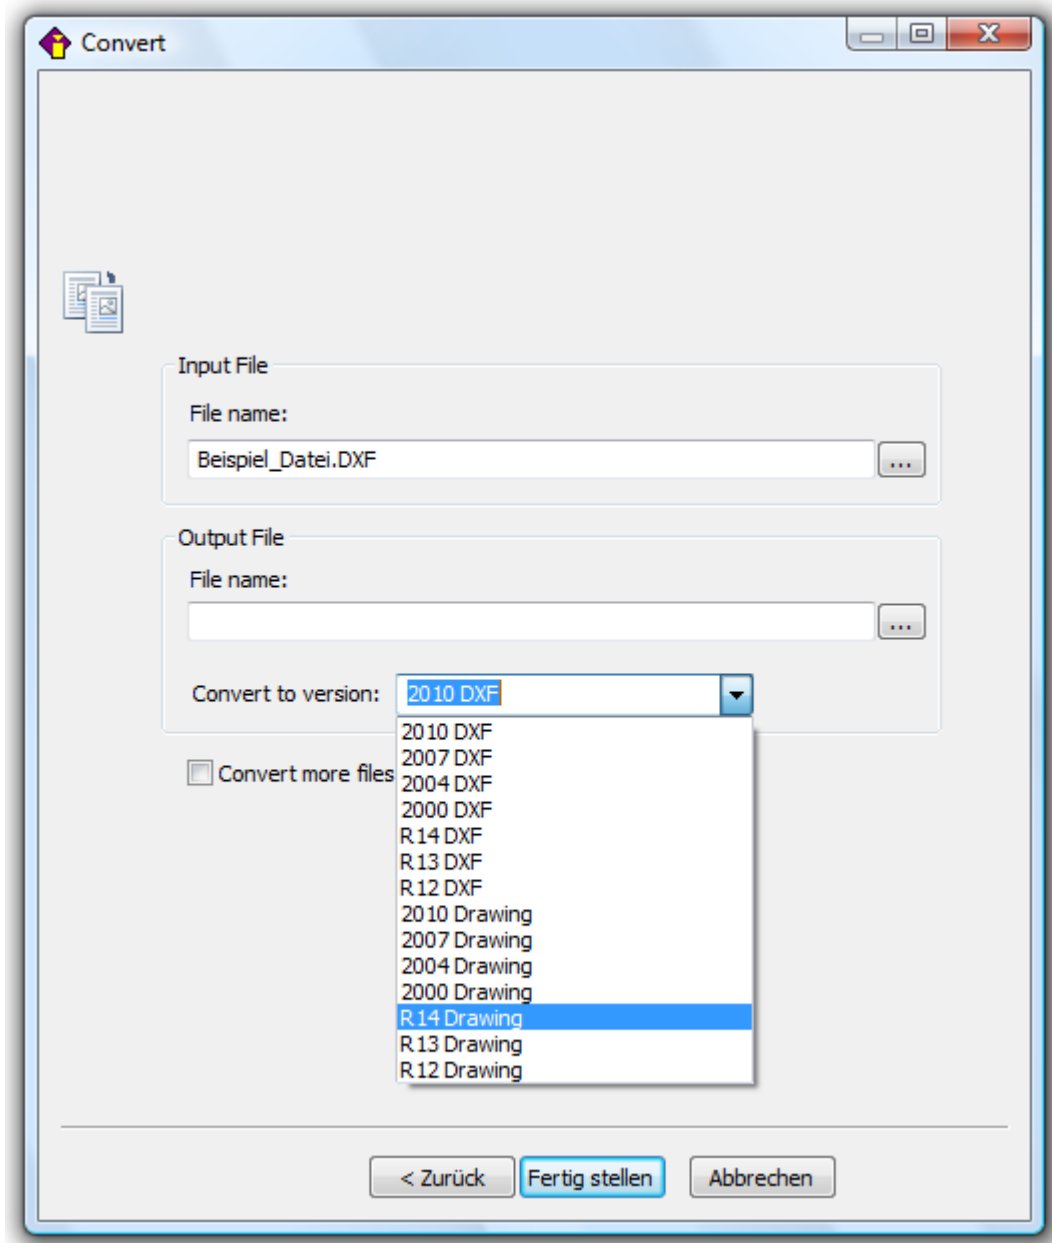 Convert
Input File
File name:
Beispiel_Datei.DXF
...
Output File
File name:
...
Convert to version: 2010 DXF
2010 DXF
2007 DXF
2004 DXF
2000 DXF
R14 DXF
R13 DXF
R12 DXF
2010 Drawing
2007 Drawing
2004 Drawing
2000 Drawing
R14 Drawing
R13 Drawing
R12 Drawing
Convert more files
< Zurück Fertig stellen Abbrechen